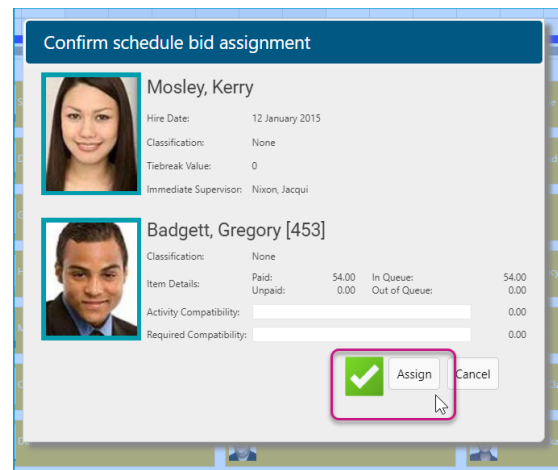 Confirm schedule bid assignment
Mosley, Kerry
Hire Date: 12 January 2015
Classification: None
Tiebreak Value: 0
Immediate Supervisor: Nixon, Jacqui
Badgett, Gregory [453]
Classification: None
Item Details: Paid: 54.00 In Queue: 54.00
Unpaid: 0.00 Out of Queue: 0.00
Activity Compatibility: 0.00
Required Compatibility: 0.00
Assign Cancel